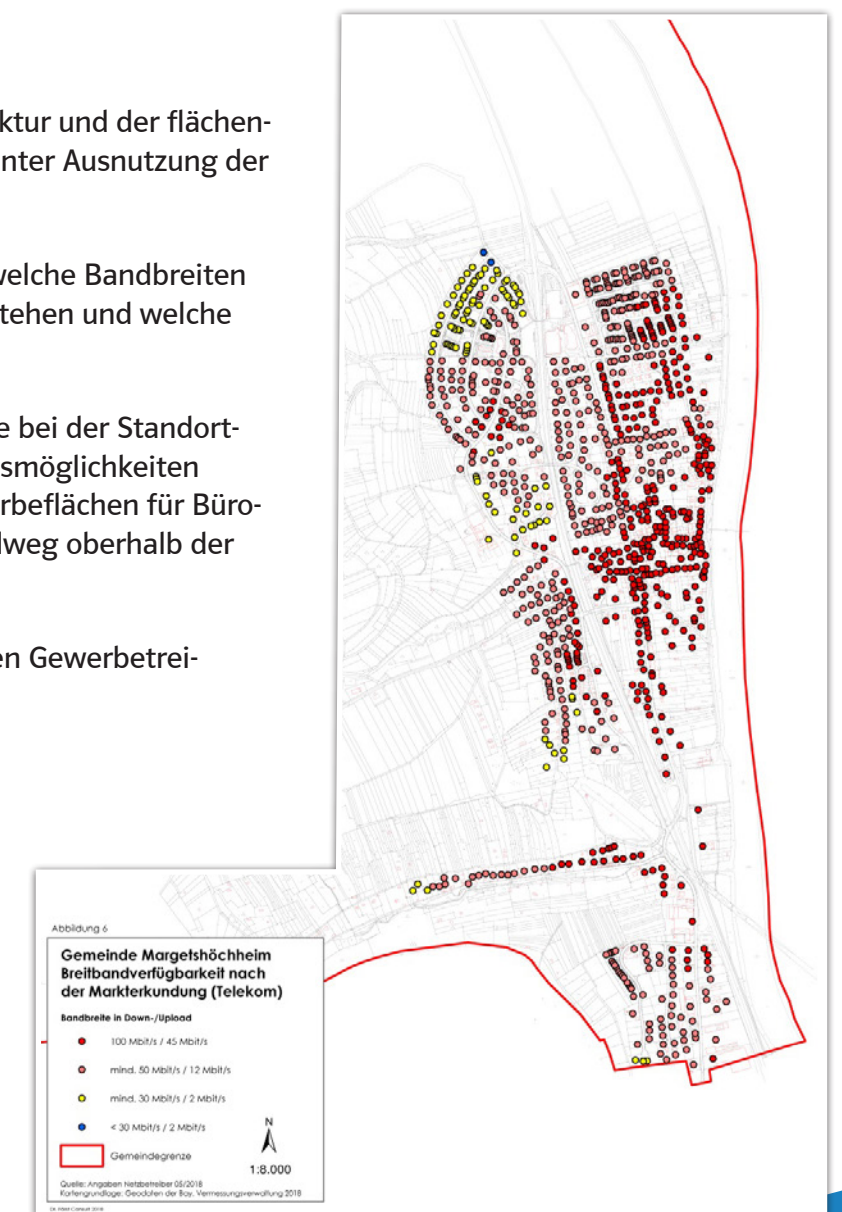 ktur und der flächen-
nter Ausnutzung der
welche Bandbreiten
tehen und welche
e bei der Standort-
smöglichkeiten
rbeflächen für Büro-
lweg oberhalb der
en Gewerbetrei-
Abbildung 6
Gemeinde Margetshöchheim
Breitbandverfügbarkeit nach
der Markterkundung (Telekom)
Bandbreite in Down-/Upload
100 Mbit/s / 45 Mbit/s
mind. 50 Mbit/s / 12 Mbit/s
mind. 30 Mbit/s / 2 Mbit/s
< 30 Mbit/s / 2 Mbit/s
Gemeindegrenze
N
1:8.000
Quelle: Angaben Netzbetreiber 05/2018
Kartengrundlage: Geodaten der Bay. Vermessungsverwaltung 2018